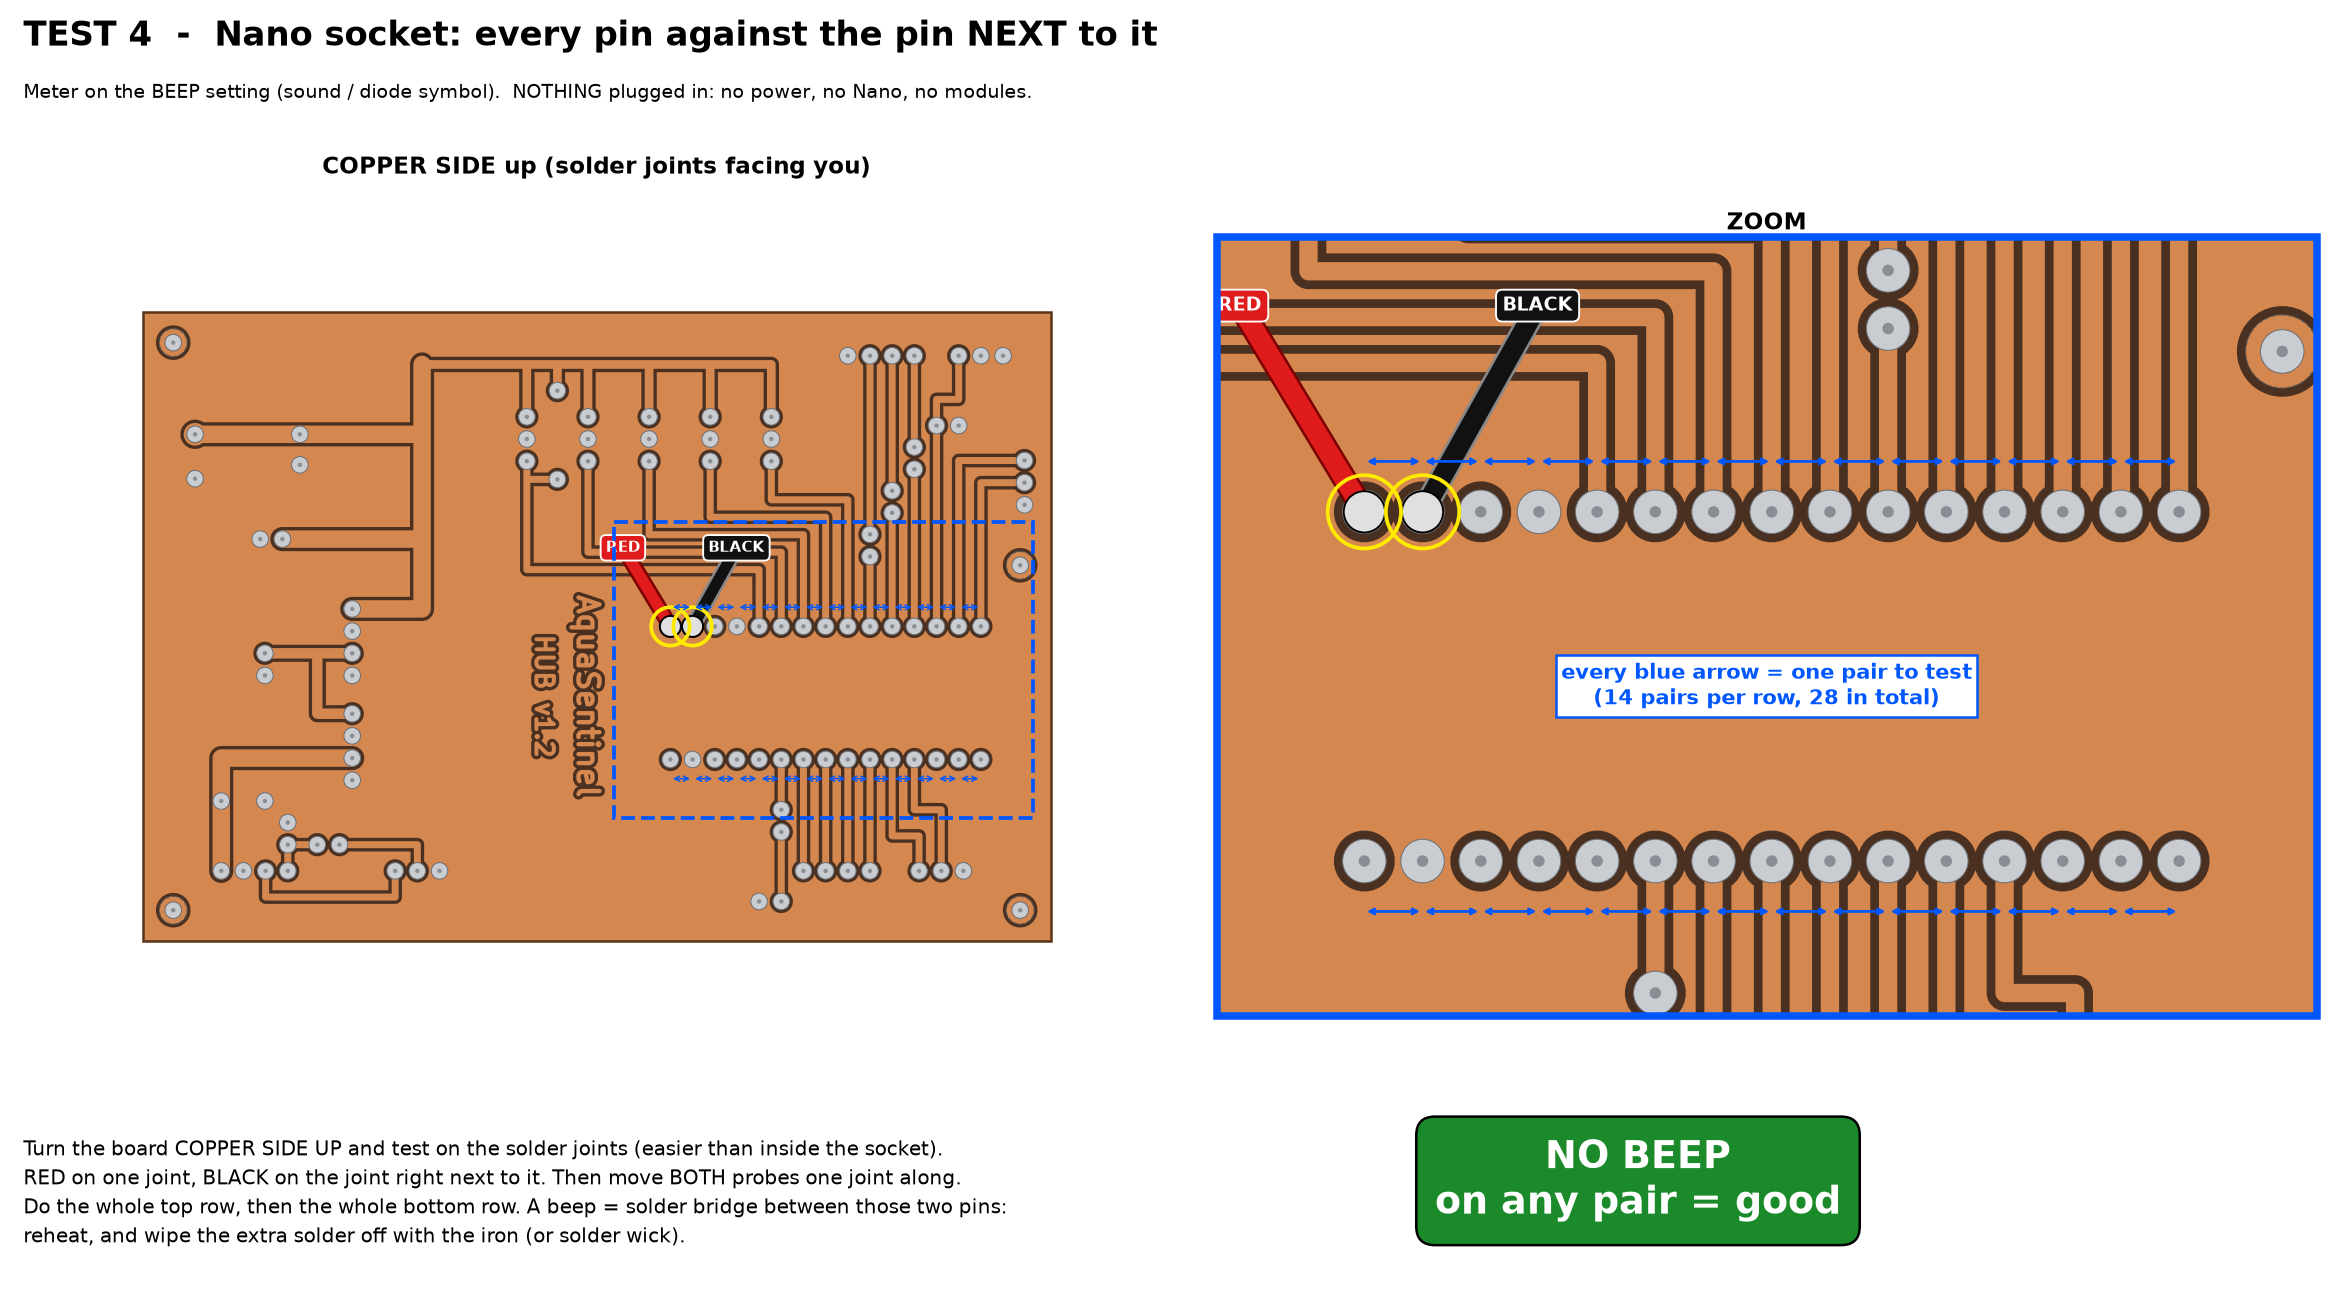 TEST 4 - Nano socket: every pin against the pin NEXT to it
Meter on the BEEP setting (sound / diode symbol). NOTHING plugged in: no power, no Nano, no modules.
COPPER SIDE up (solder joints facing you)
ZOOM
RED
BLACK
RED
BLACK
AquaSentinel
HUB v1.2
every blue arrow = one pair to test
(14 pairs per row, 28 in total)
Turn the board COPPER SIDE UP and test on the solder joints (easier than inside the socket).
RED on one joint, BLACK on the joint right next to it. Then move BOTH probes one joint along.
Do the whole top row, then the whole bottom row. A beep = solder bridge between those two pins:
reheat, and wipe the extra solder off with the iron (or solder wick).
NO BEEP
on any pair = good